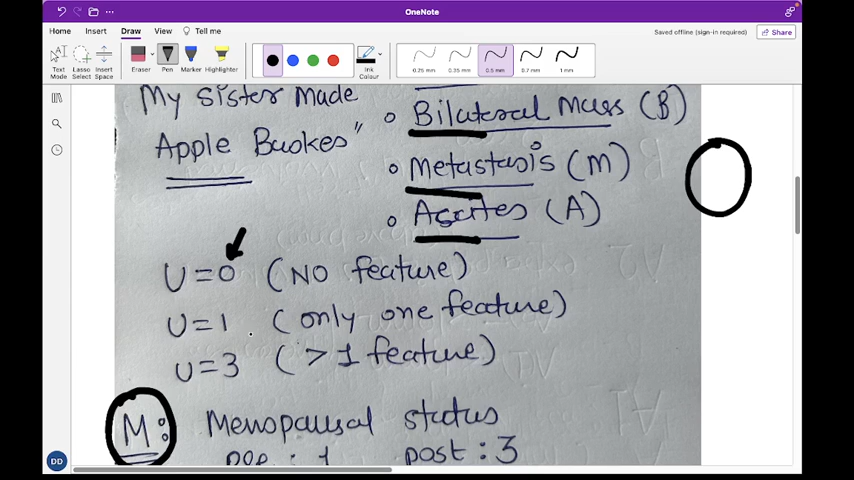 OneNote
Home Insert Draw View Tell me
Saved offline (sign-in required) Share
Text Mode
Lasso Select
Insert Space
Eraser
Pen
Marker
Highlighter
Ink Colour
0.25 mm 0.35 mm 0.5 mm 0.7 mm 1 mm
My Sister Made
Apple Buokes"
Bilateral Mass (B)
Metastasis (M)
Ascites (A)
U=0 (NO feature)
U=1 (only one feature)
U=3 (>1 feature)
M: Menopausal status
post : 3
DD